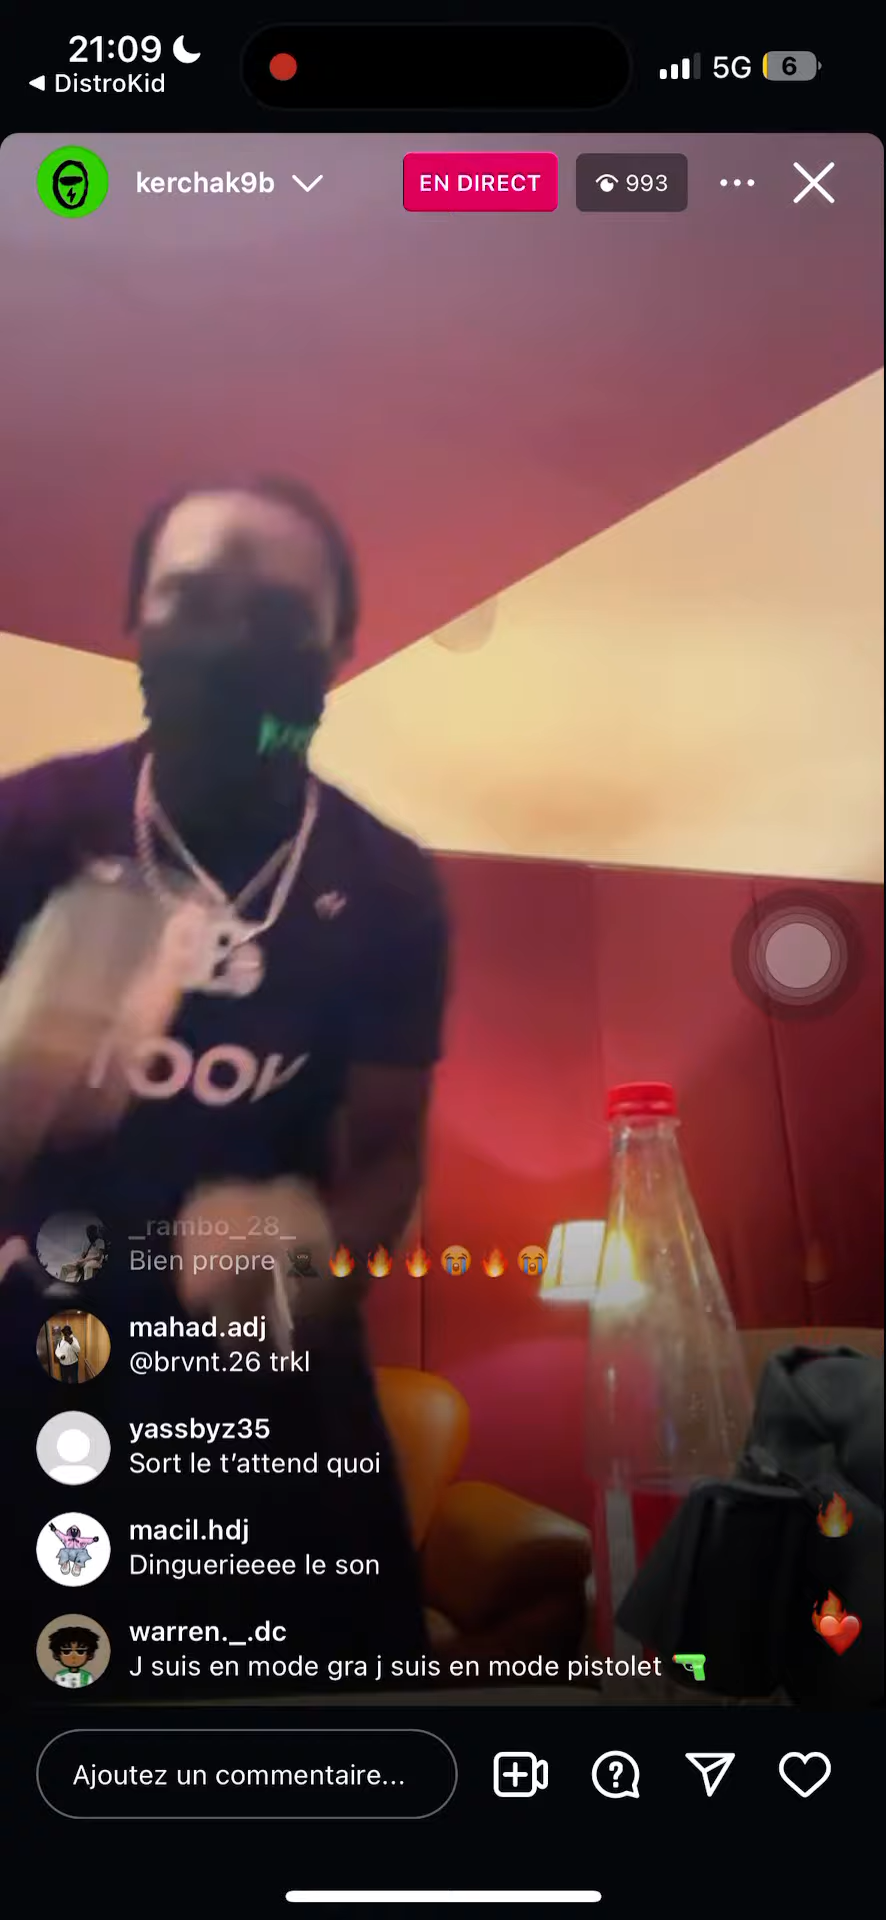 21:09
5G 6
DistroKid
kerchak9b
EN DIRECT
993
_rambo_28_
Bien propre
mahad.adj
@brvnt.26 trkl
yassbyz35
Sort le t’attend quoi
macil.hdj
Dinguerieeee le son
warren._.dc
J suis en mode gra j suis en mode pistolet
Ajoutez un commentaire...